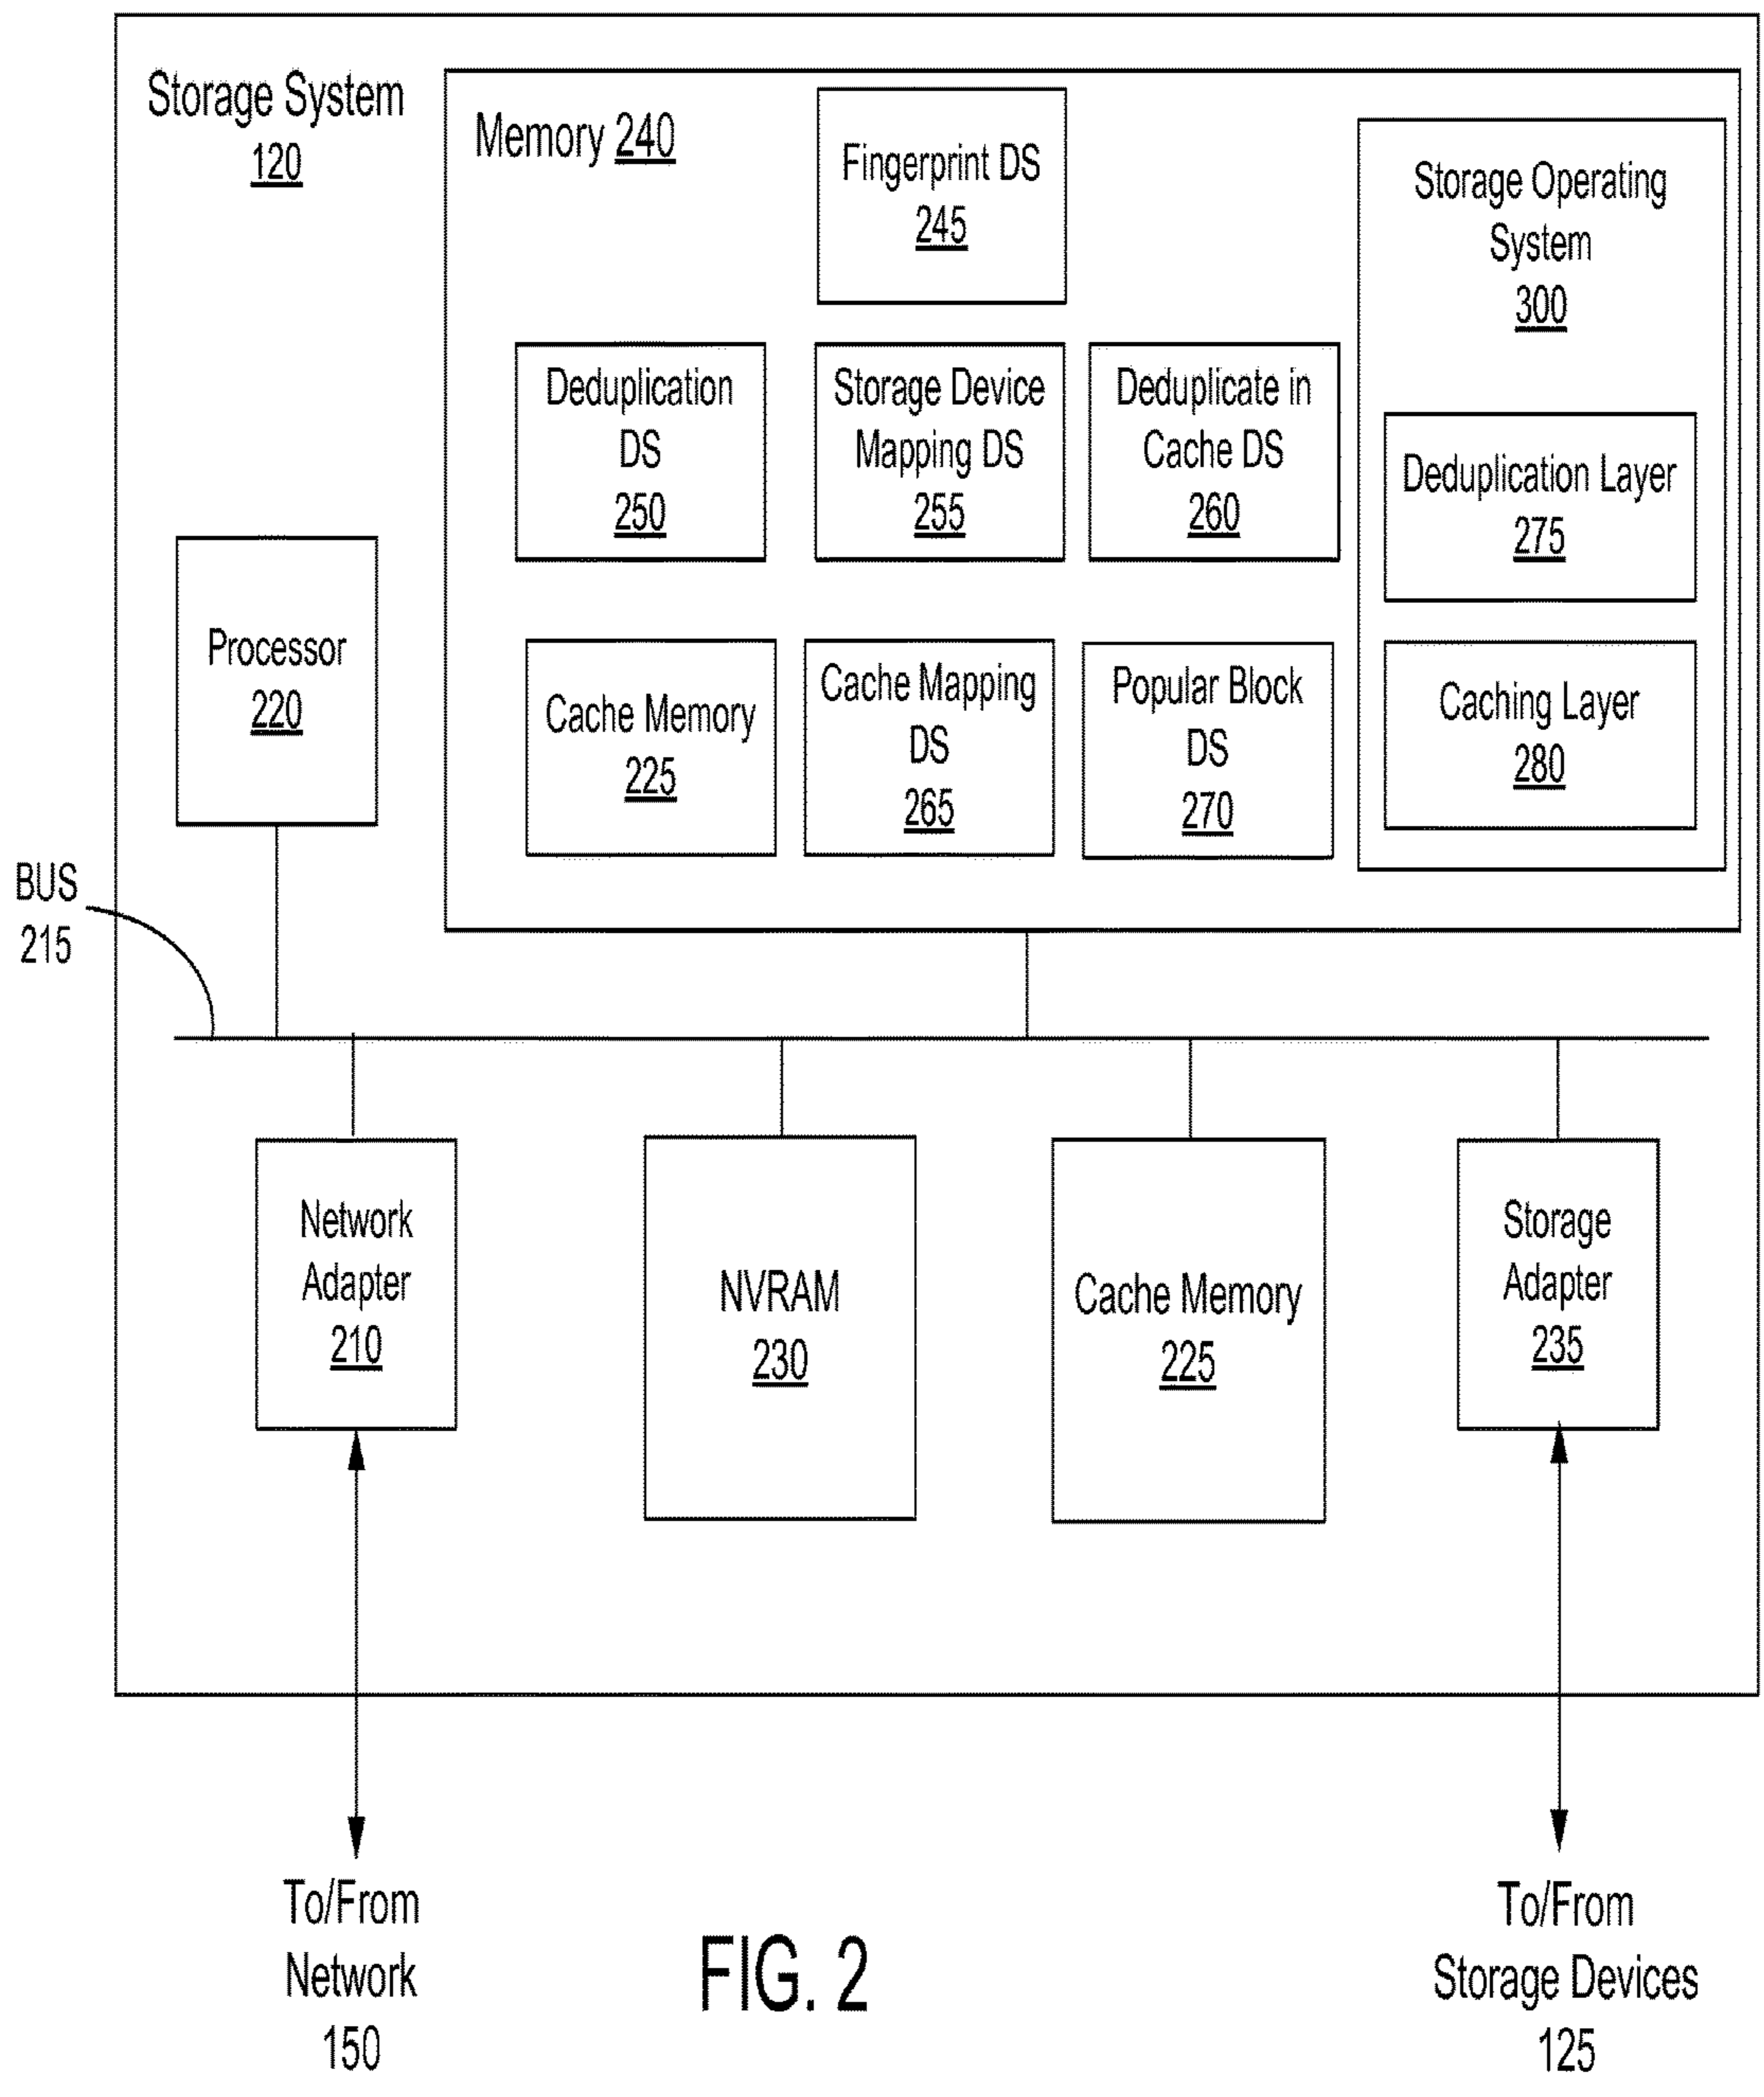 Storage System
120
Memory 240
Fingerprint DS
245
Storage Operating
System
300
Deduplication
DS
250
Storage Device
Mapping DS
255
Deduplicate in
Cache DS
260
Deduplication Layer
275
Processor
220
Cache Memory
225
Cache Mapping
DS
265
Popular Block
DS
270
Caching Layer
280
BUS
215
Network
Adapter
210
NVRAM
230
Cache Memory
225
Storage
Adapter
235
To/From
Network
150
FIG. 2
To/From
Storage Devices
125